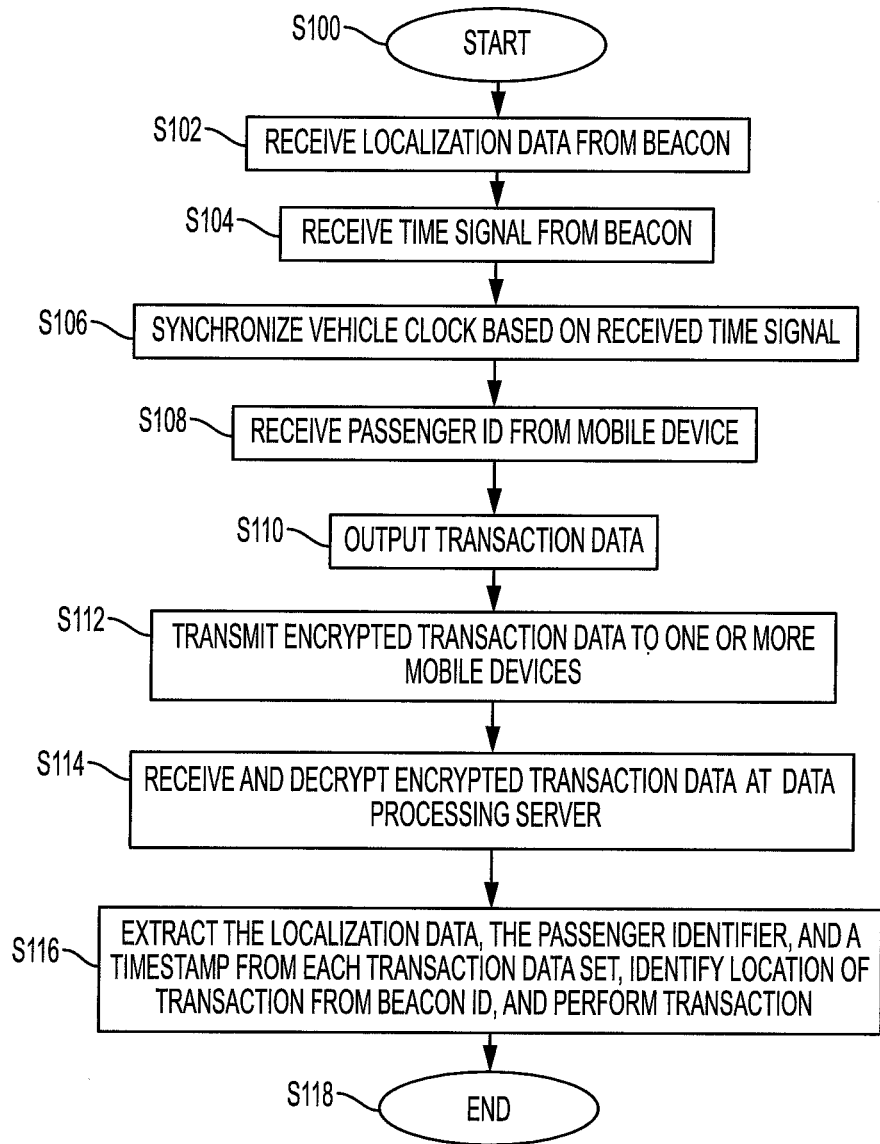 S100
START
S102
RECEIVE LOCALIZATION DATA FROM BEACON
S104
RECEIVE TIME SIGNAL FROM BEACON
S106
SYNCHRONIZE VEHICLE CLOCK BASED ON RECEIVED TIME SIGNAL
S108
RECEIVE PASSENGER ID FROM MOBILE DEVICE
S110
OUTPUT TRANSACTION DATA
S112
TRANSMIT ENCRYPTED TRANSACTION DATA TO ONE OR MORE
MOBILE DEVICES
S114
RECEIVE AND DECRYPT ENCRYPTED TRANSACTION DATA AT DATA
PROCESSING SERVER
S116
EXTRACT THE LOCALIZATION DATA, THE PASSENGER IDENTIFIER, AND A
TIMESTAMP FROM EACH TRANSACTION DATA SET, IDENTIFY LOCATION OF
TRANSACTION FROM BEACON ID, AND PERFORM TRANSACTION
S118
END